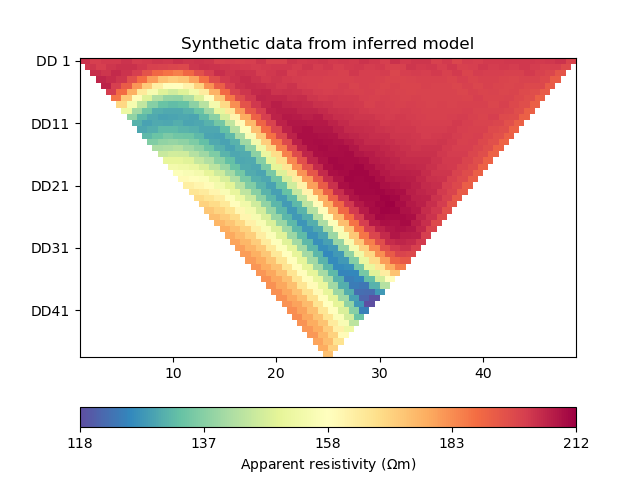 Synthetic data from inferred model
DD 1
DD11
DD21
DD31
DD41
10 20 30 40
118 137 158 183 212
Apparent resistivity (Ωm)